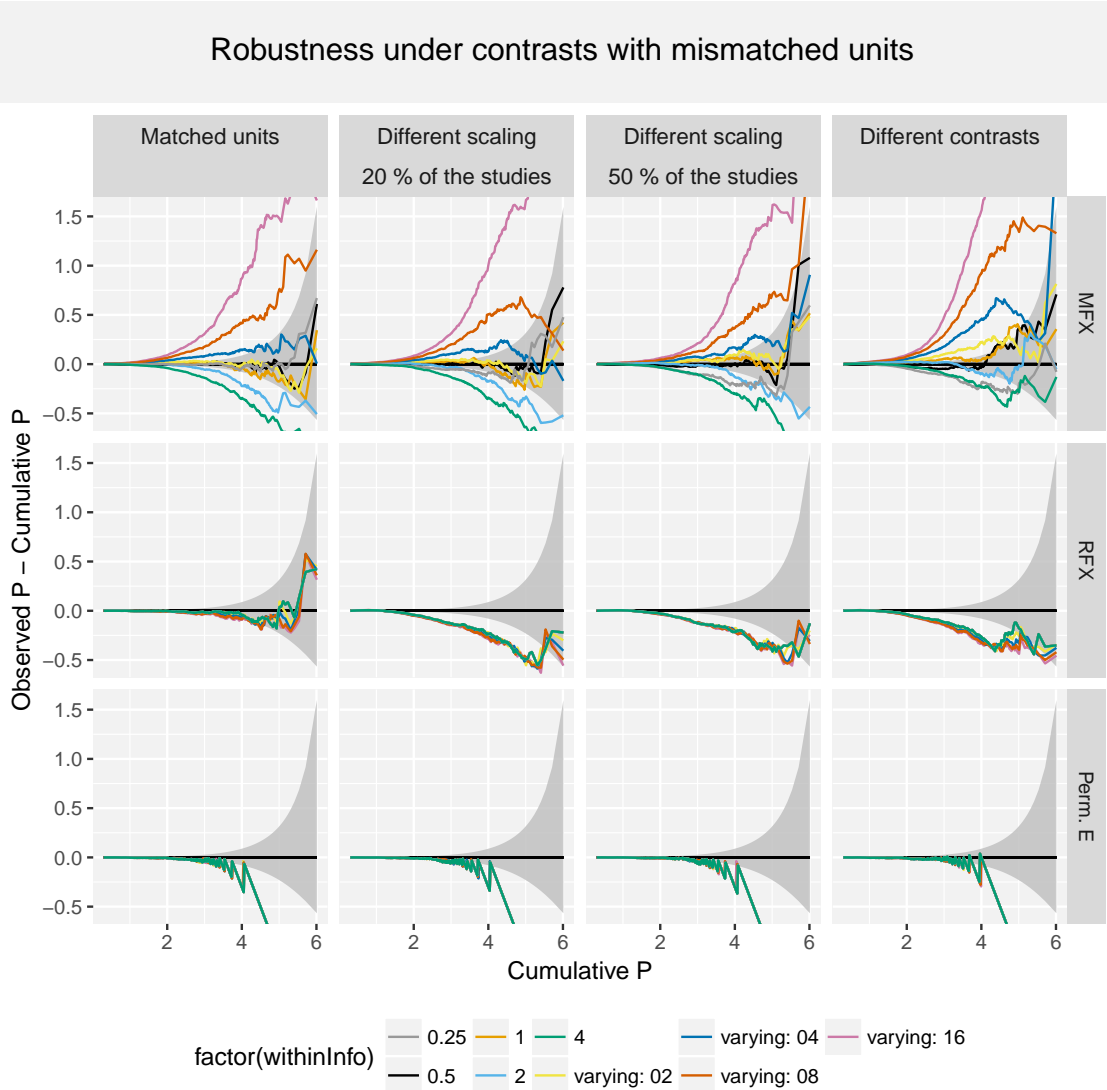 Robustness under contrasts with mismatched units
Matched units
Different scaling
20 % of the studies
Different scaling
50 % of the studies
Different contrasts
1.5
1.0
0.5
0.0
−0.5
MFX
1.5
1.0
0.5
0.0
−0.5
RFX
1.5
1.0
0.5
0.0
−0.5
Perm. E
Observed P − Cumulative P
2 4 6
2 4 6
2 4 6
2 4 6
Cumulative P
factor(withinInfo)
0.25 1 4 varying: 04 varying: 16
0.5 2 varying: 02 varying: 08